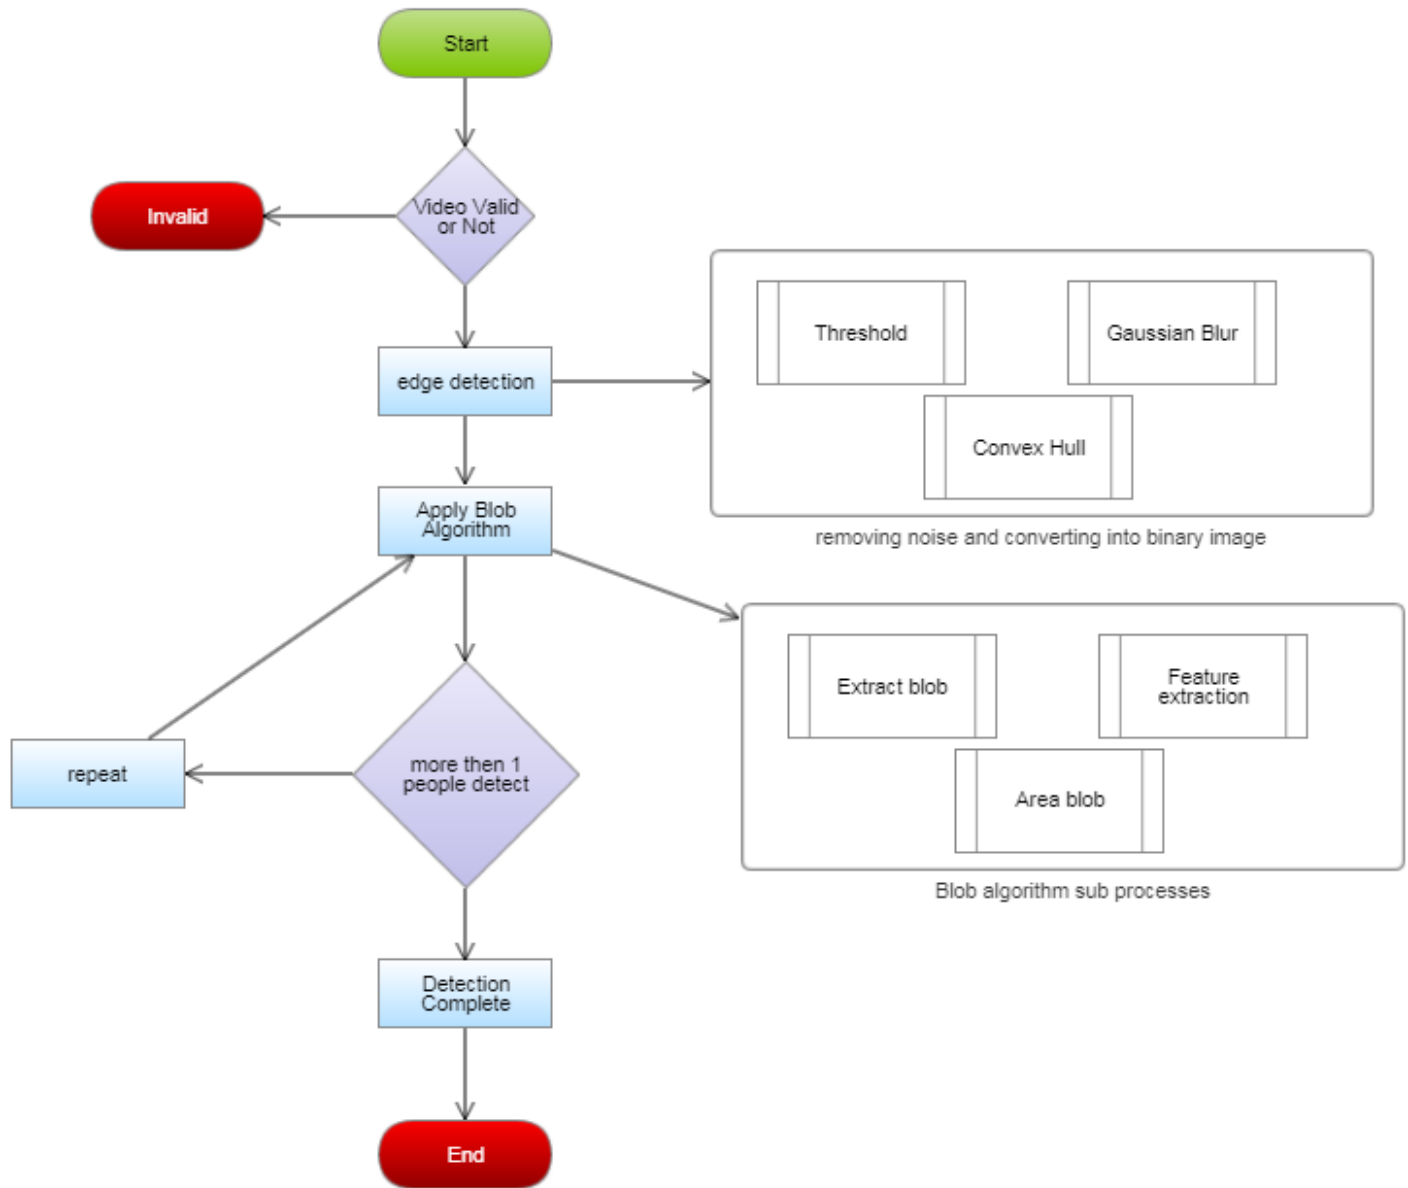 Start
Video Valid
or Not
Invalid
edge detection
Threshold
Gaussian Blur
Convex Hull
removing noise and converting into binary image
Apply Blob
Algorithm
Extract blob
Feature
extraction
Area blob
Blob algorithm sub processes
more then 1
people detect
repeat
Detection
Complete
End